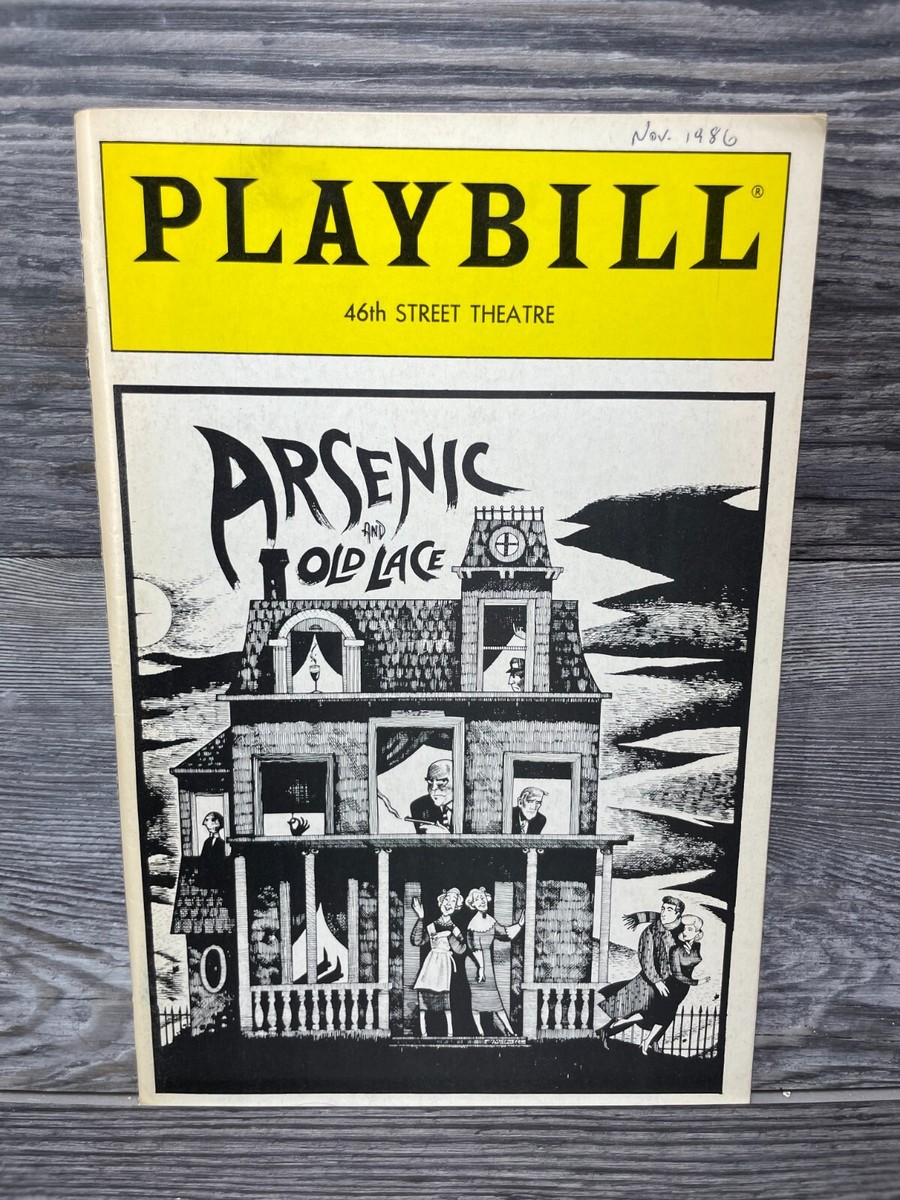 Nov. 1986
PLAYBILL®
46th STREET THEATRE
ARSENIC
AND
OLD LACE